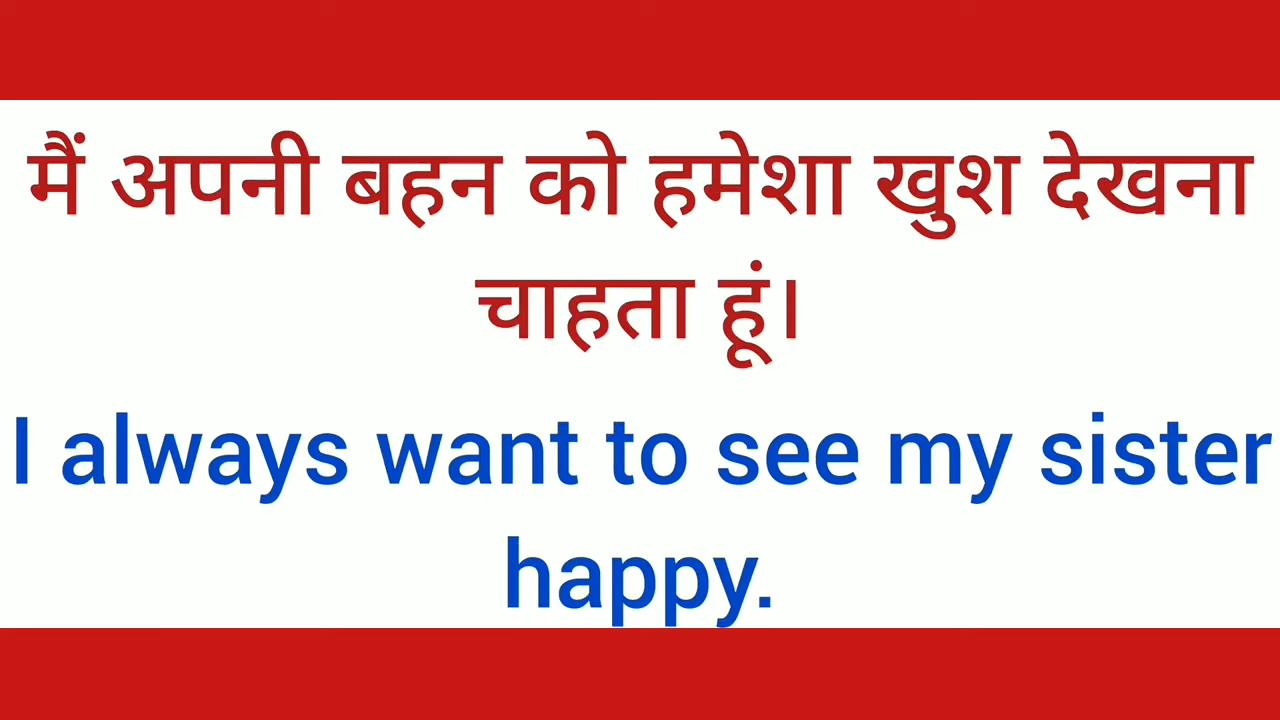 मैं अपनी बहन को हमेशा खुश देखना
चाहता हूं।
I always want to see my sister
happy.